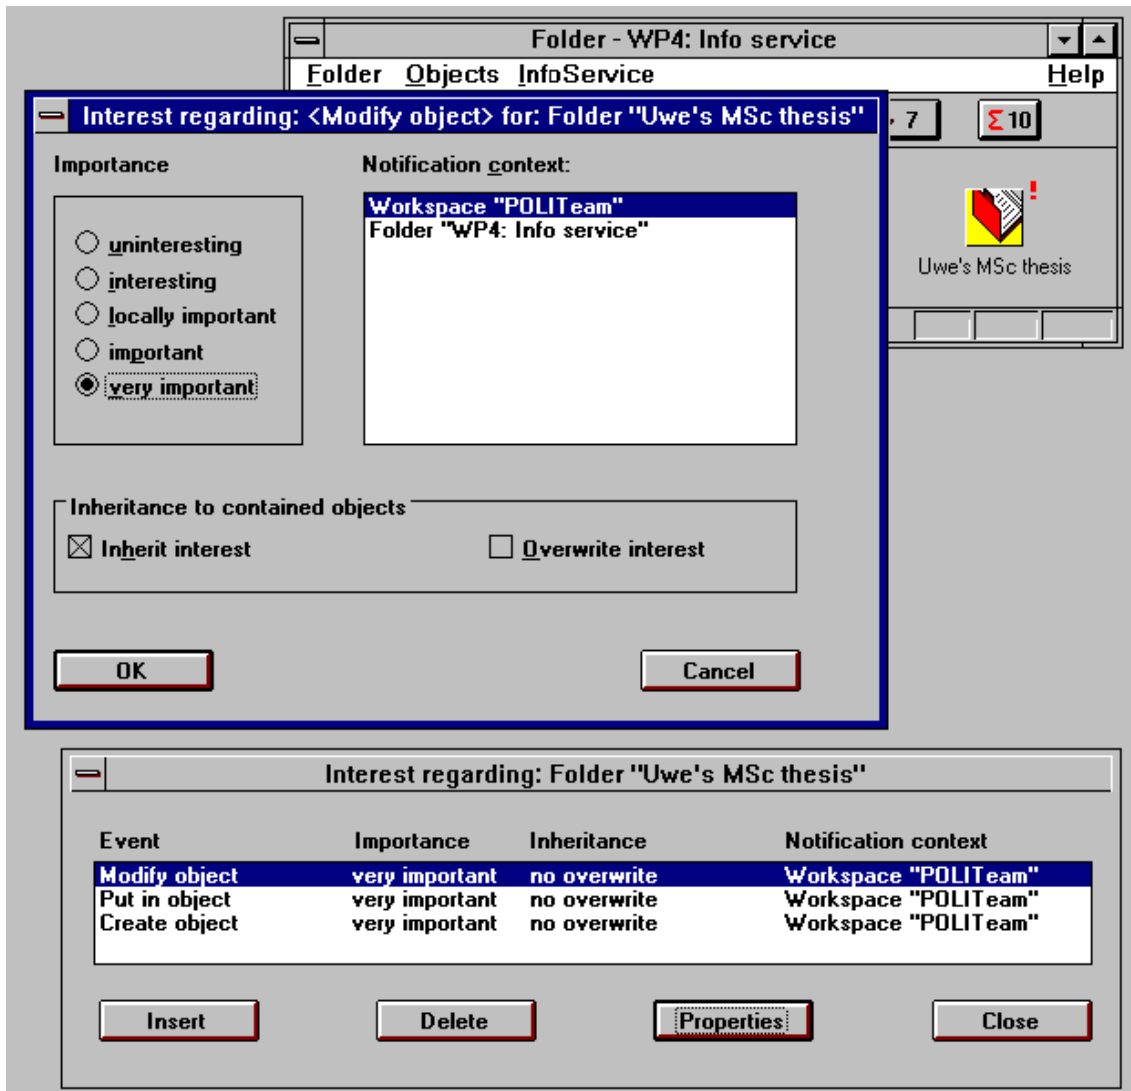 Folder - WP4: Info service
Folder Objects InfoService Help
Interest regarding: <Modify object> for: Folder "Uwe's MSc thesis"
7 Σ 10
Importance
Notification context:
Workspace "POLITeam"
Folder "WP4: Info service"
uninteresting
interesting
locally important
important
very important
!
Uwe's MSc thesis
Inheritance to contained objects
Inherit interest Overwrite interest
OK Cancel
Interest regarding: Folder "Uwe's MSc thesis"
Event Importance Inheritance Notification context
Modify object very important no overwrite Workspace "POLITeam"
Put in object very important no overwrite Workspace "POLITeam"
Create object very important no overwrite Workspace "POLITeam"
Insert Delete Properties Close